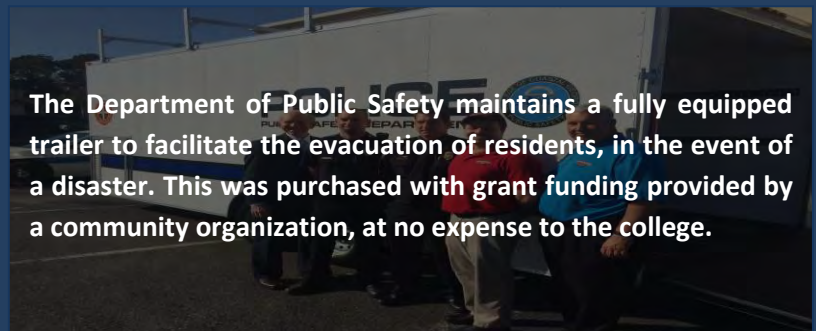 The Department of Public Safety maintains a fully equipped
trailer to facilitate the evacuation of residents, in the event of
a disaster. This was purchased with grant funding provided by
a community organization, at no expense to the college.
POLICE